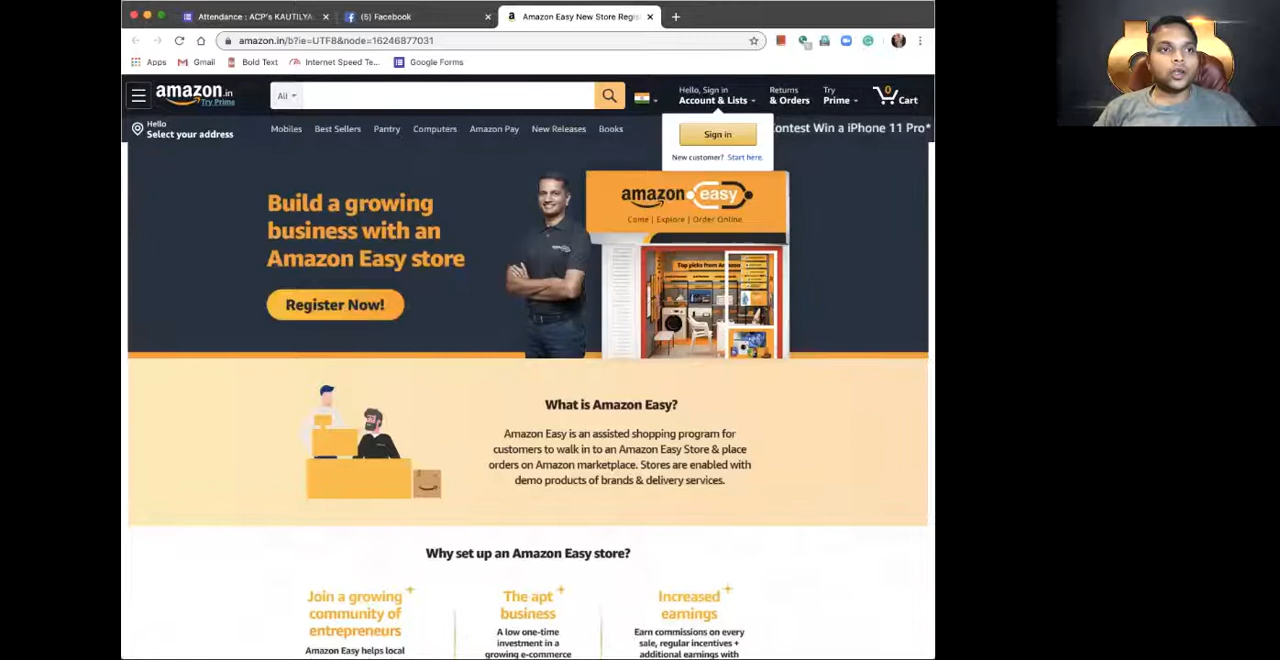 Attendance : ACP's KAUTILYA
(5) Facebook
Amazon Easy New Store Regis
amazon.in/b?ie=UTF8&node=16246877031
Apps
Gmail
Bold Text
Internet Speed Te...
Google Forms
amazon.in
Try Prime
All
Hello, Sign in
Account & Lists
Returns
& Orders
Try
Prime
0
Cart
Hello
Select your address
Mobiles
Best Sellers
Pantry
Computers
Amazon Pay
New Releases
Books
ontest Win a iPhone 11 Pro*
Sign in
New customer? Start here.
Build a growing
business with an
Amazon Easy store
Register Now!
amazon easy
Come | Explore | Order Online
Top picks from Amazon
What is Amazon Easy?
Amazon Easy is an assisted shopping program for
customers to walk in to an Amazon Easy Store & place
orders on Amazon marketplace. Stores are enabled with
demo products of brands & delivery services.
Why set up an Amazon Easy store?
Join a growing
community of
entrepreneurs
Amazon Easy helps local
The apt
business
A low one-time
investment in a
growing e-commerce
Increased
earnings
Earn commissions on every
sale, regular incentives +
additional earnings with